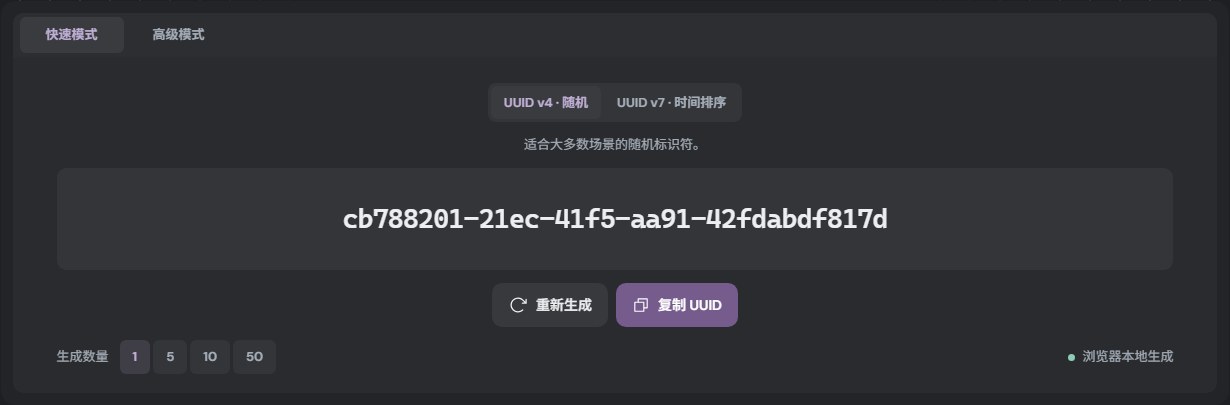 快速模式 高级模式
UUID v4 · 随机 UUID v7 · 时间排序
适合大多数场景的随机标识符。
cb788201-21ec-41f5-aa91-42fdabdf817d
重新生成 复制 UUID
生成数量 1 5 10 50 浏览器本地生成